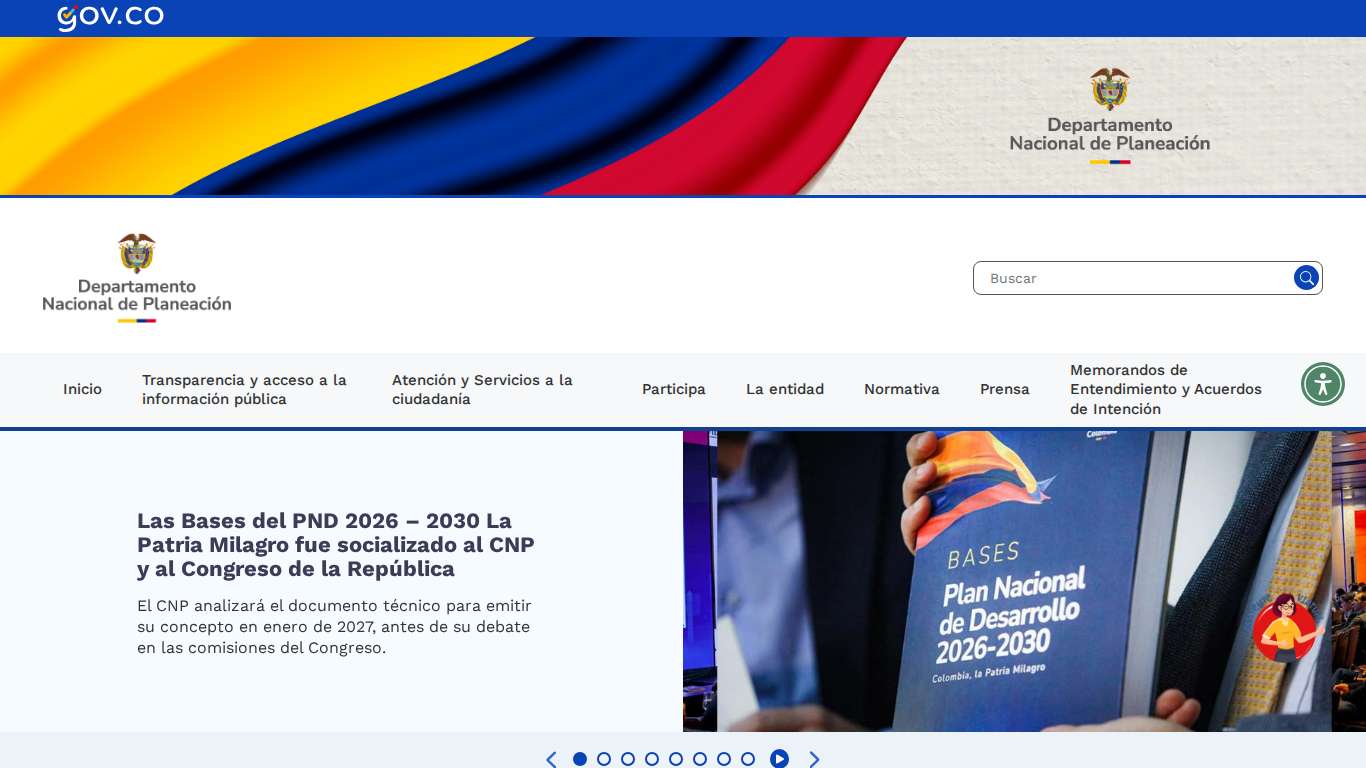 GOV.CO
Departamento
Nacional de Planeación
Departamento
Nacional de Planeación
Buscar
Inicio
Transparencia y acceso a la
información pública
Atención y Servicios a la
ciudadanía
Participa
La entidad
Normativa
Prensa
Memorandos de
Entendimiento y Acuerdos
de Intención
Las Bases del PND 2026 – 2030 La
Patria Milagro fue socializado al CNP
y al Congreso de la República
El CNP analizará el documento técnico para emitir
su concepto en enero de 2027, antes de su debate
en las comisiones del Congreso.
BASES
Plan Nacional
de Desarrollo
2026-2030
Colombia, la Patria Milagro